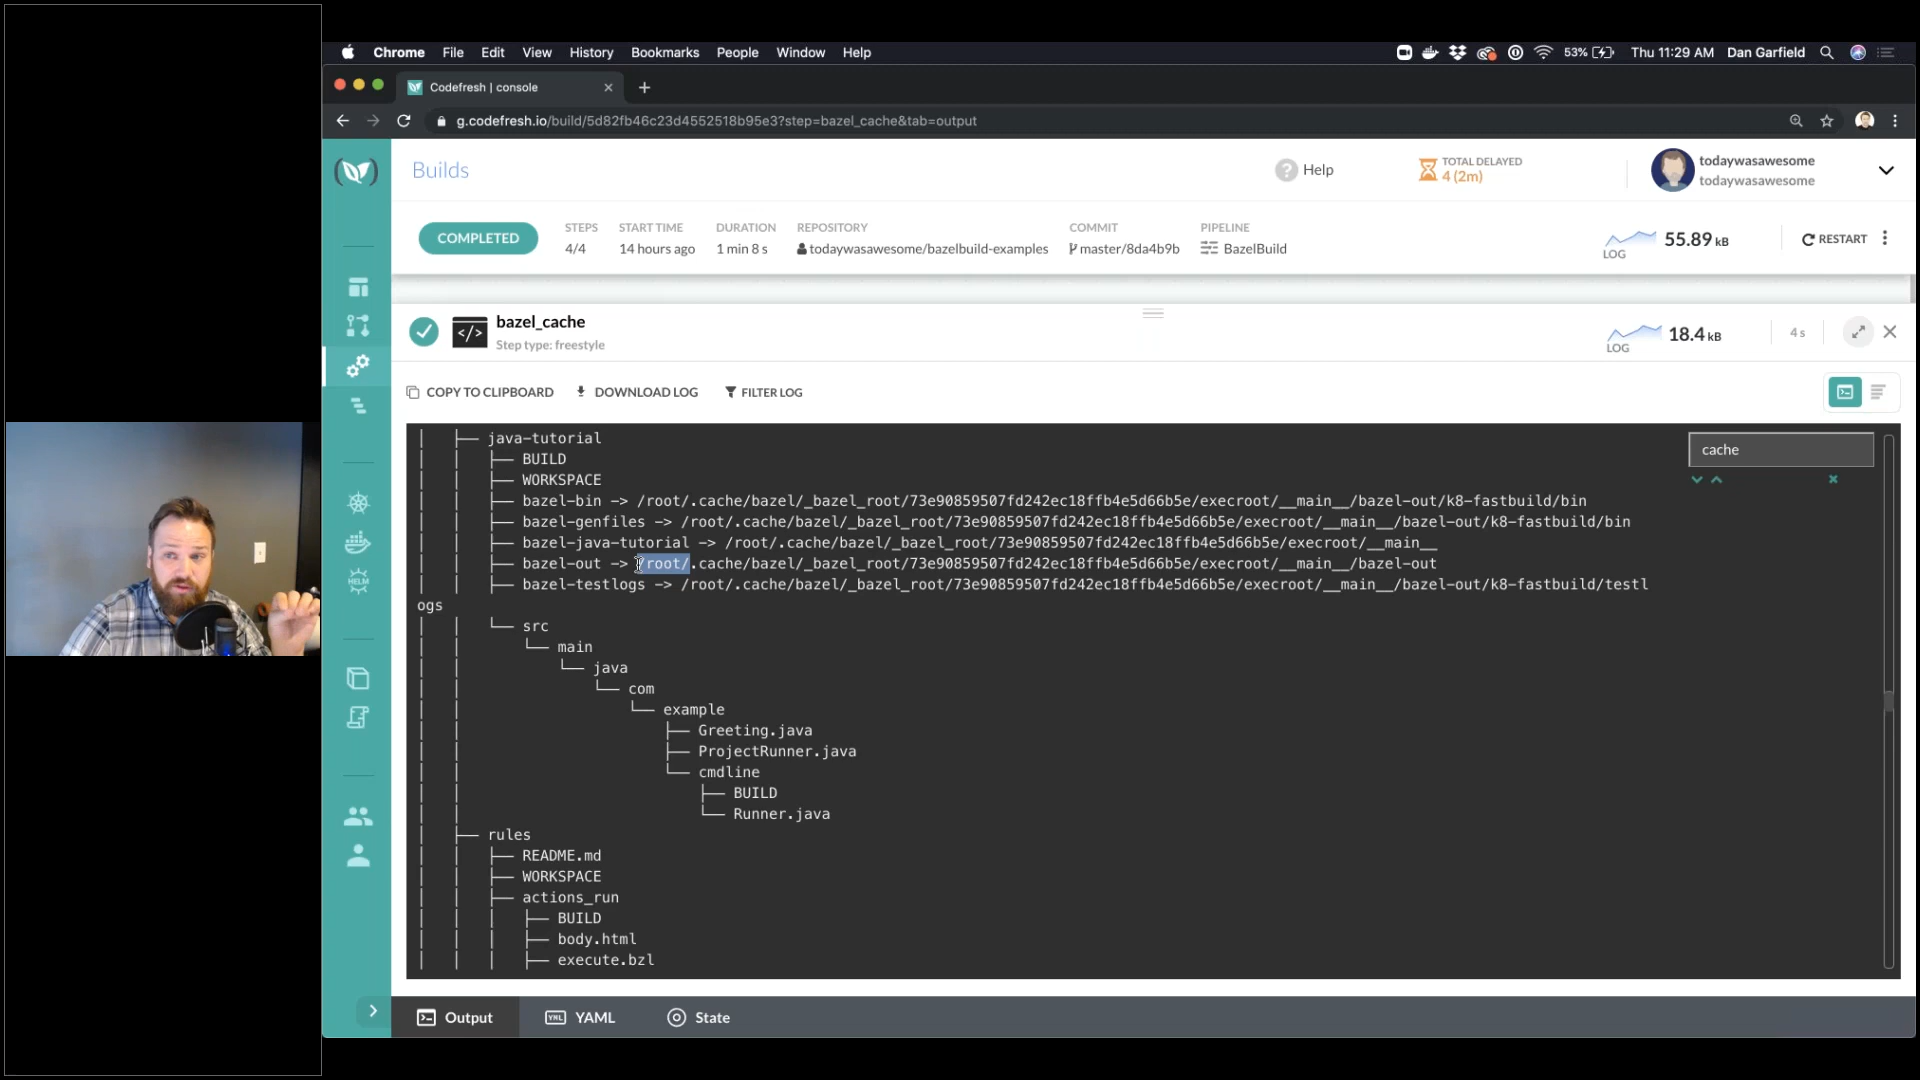 Chrome File Edit View History Bookmarks People Window Help
53% Thu 11:29 AM Dan Garfield
Codefresh | console
g.codefresh.io/build/5d82fb46c23d4552518b95e3?step=bazel_cache&tab=output
Builds
Help
TOTAL DELAYED
4 (2m)
todaywasawesome
todaywasawesome
COMPLETED
STEPS
4/4
START TIME
14 hours ago
DURATION
1 min 8 s
REPOSITORY
todaywasawesome/bazelbuild-examples
COMMIT
master/8da4b9b
PIPELINE
BazelBuild
LOG
55.89 kB
RESTART
bazel_cache
Step type: freestyle
LOG
18.4 kB
4 s
COPY TO CLIPBOARD DOWNLOAD LOG FILTER LOG
cache
│   ├── java-tutorial
│   │   ├── BUILD
│   │   ├── WORKSPACE
│   │   ├── bazel-bin -> /root/.cache/bazel/_bazel_root/73e90859507fd242ec18ffb4e5d66b5e/execroot/__main__/bazel-out/k8-fastbuild/bin
│   │   ├── bazel-genfiles -> /root/.cache/bazel/_bazel_root/73e90859507fd242ec18ffb4e5d66b5e/execroot/__main__/bazel-out/k8-fastbuild/bin
│   │   ├── bazel-java-tutorial -> /root/.cache/bazel/_bazel_root/73e90859507fd242ec18ffb4e5d66b5e/execroot/__main__
│   │   ├── bazel-out -> /root/.cache/bazel/_bazel_root/73e90859507fd242ec18ffb4e5d66b5e/execroot/__main__/bazel-out
│   │   ├── bazel-testlogs -> /root/.cache/bazel/_bazel_root/73e90859507fd242ec18ffb4e5d66b5e/execroot/__main__/bazel-out/k8-fastbuild/testl
ogs
│   │   └── src
│   │       └── main
│   │           └── java
│   │               └── com
│   │                   └── example
│   │                       ├── Greeting.java
│   │                       ├── ProjectRunner.java
│   │                       └── cmdline
│   │                           ├── BUILD
│   │                           └── Runner.java
│   ├── rules
│   │   ├── README.md
│   │   ├── WORKSPACE
│   │   ├── actions_run
│   │   │   ├── BUILD
│   │   │   ├── body.html
│   │   │   ├── execute.bzl
HELM
Output YAML State